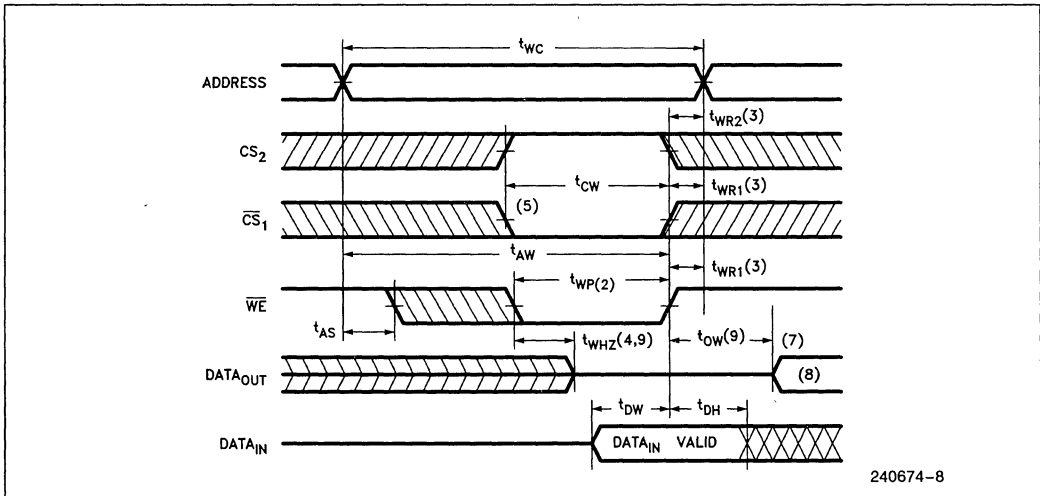 tWC
ADDRESS
tWR2(3)
CS2
tCW
tWR1(3)
(5)
CS1
tAW
tWR1(3)
tWP(2)
WE
tAS
tWHZ(4,9)
tOW(9)
(7)
DATAOUT
(8)
tDW
tDH
DATAIN
DATAIN VALID
240674-8